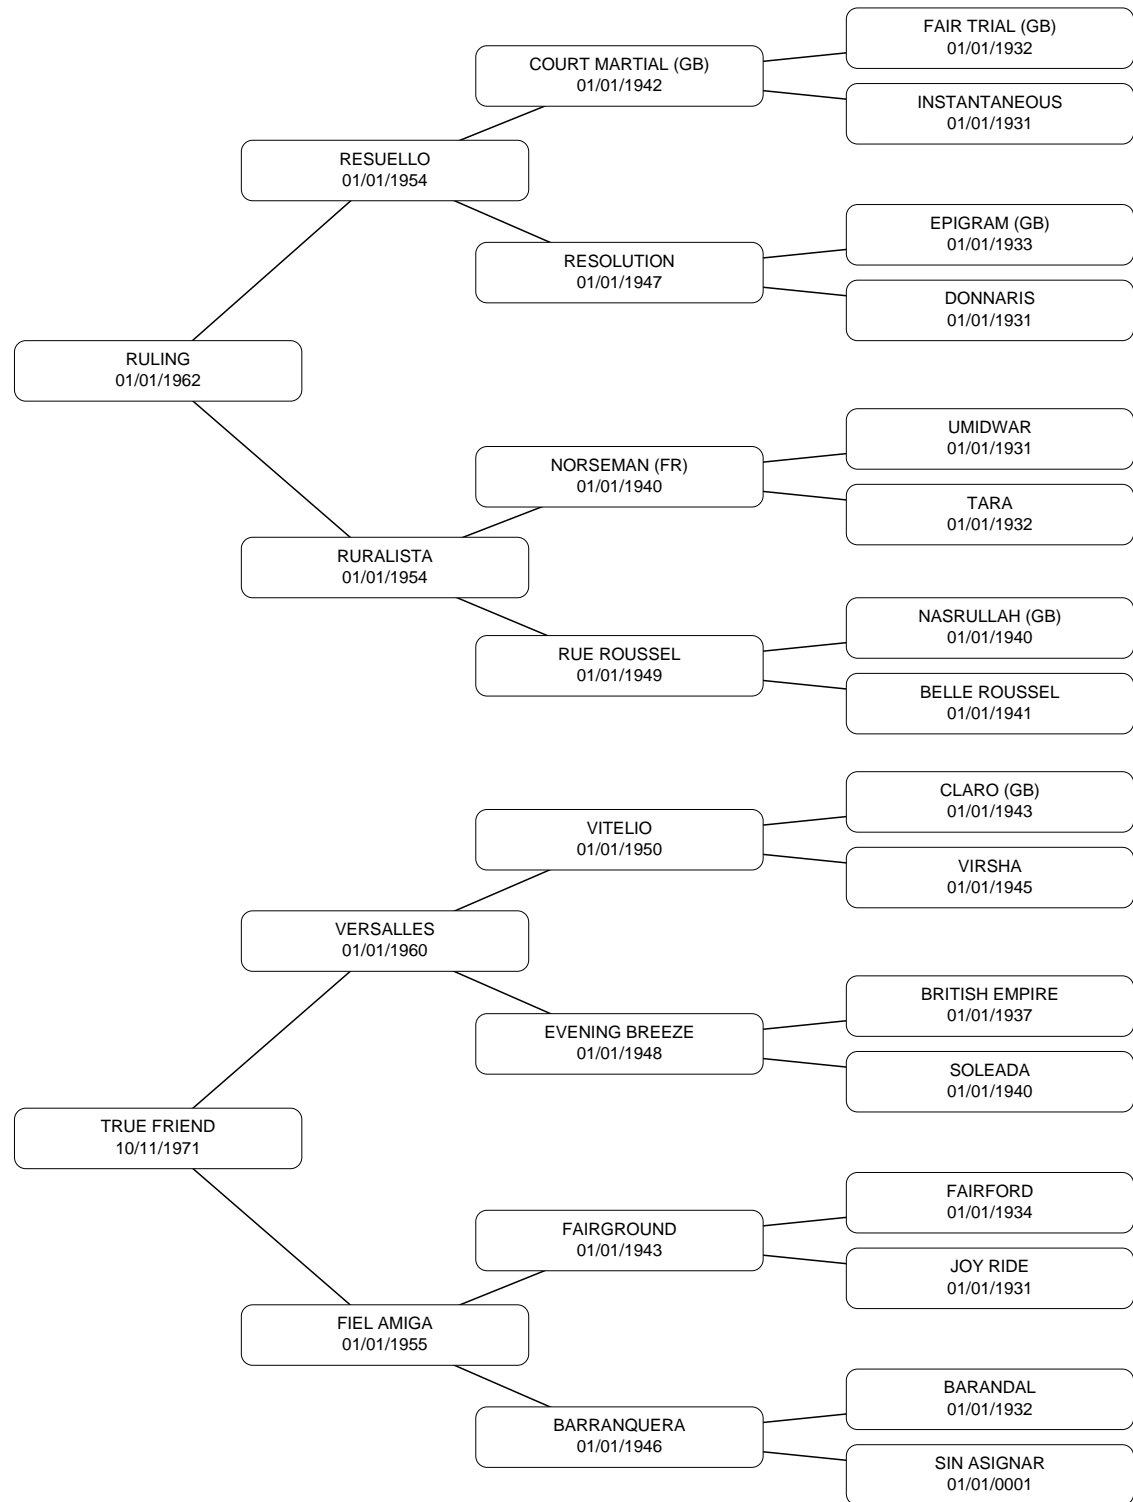 FAIR TRIAL (GB)
01/01/1932
COURT MARTIAL (GB)
01/01/1942
INSTANTANEOUS
01/01/1931
RESUELLO
01/01/1954
EPIGRAM (GB)
01/01/1933
RESOLUTION
01/01/1947
DONNARIS
01/01/1931
RULING
01/01/1962
UMIDWAR
01/01/1931
NORSEMAN (FR)
01/01/1940
TARA
01/01/1932
RURALISTA
01/01/1954
NASRULLAH (GB)
01/01/1940
RUE ROUSSEL
01/01/1949
BELLE ROUSSEL
01/01/1941
CLARO (GB)
01/01/1943
VITELIO
01/01/1950
VIRSHA
01/01/1945
VERSALLES
01/01/1960
BRITISH EMPIRE
01/01/1937
EVENING BREEZE
01/01/1948
SOLEADA
01/01/1940
TRUE FRIEND
10/11/1971
FAIRFORD
01/01/1934
FAIRGROUND
01/01/1943
JOY RIDE
01/01/1931
FIEL AMIGA
01/01/1955
BARANDAL
01/01/1932
BARRANQUERA
01/01/1946
SIN ASIGNAR
01/01/0001